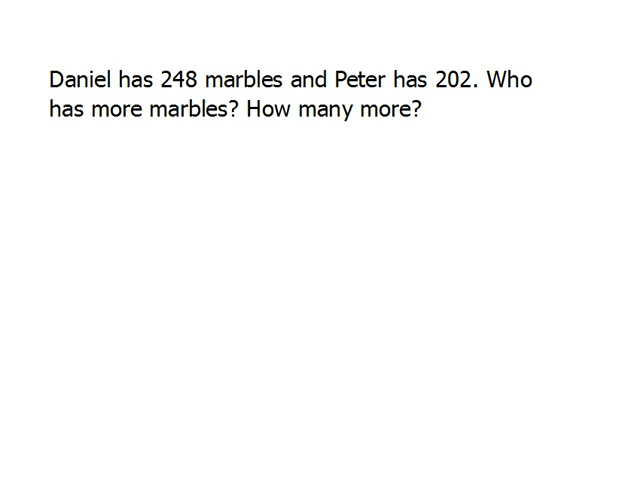 Daniel has 248 marbles and Peter has 202. Who
has more marbles? How many more?